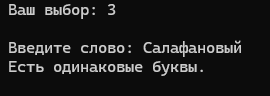 Ваш выбор: 3
Введите слово: Салафановый
Есть одинаковые буквы.